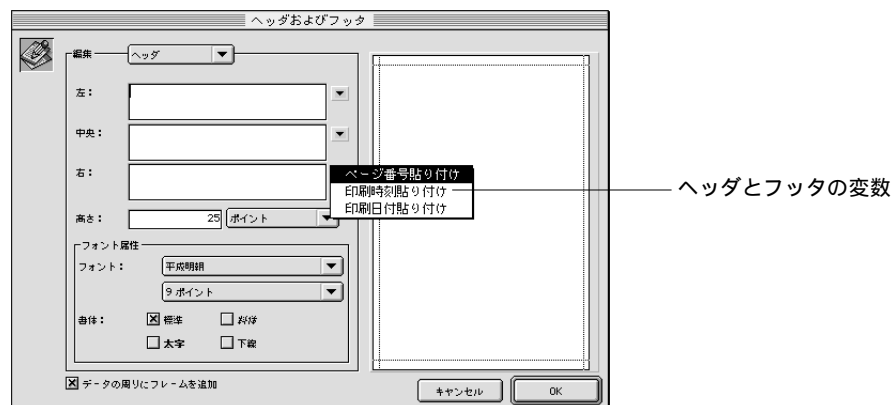 ヘッダおよびフッタ
編集 ヘッダ
左：
中央：
右：
ページ番号貼り付け
印刷時刻貼り付け
印刷日付貼り付け
ヘッダとフッタの変数
高さ： 25 ポイント
フォント属性
フォント： 平成明朝
9 ポイント
書体： 標準 斜体
太字 下線
データの周りにフレームを追加
キャンセル OK